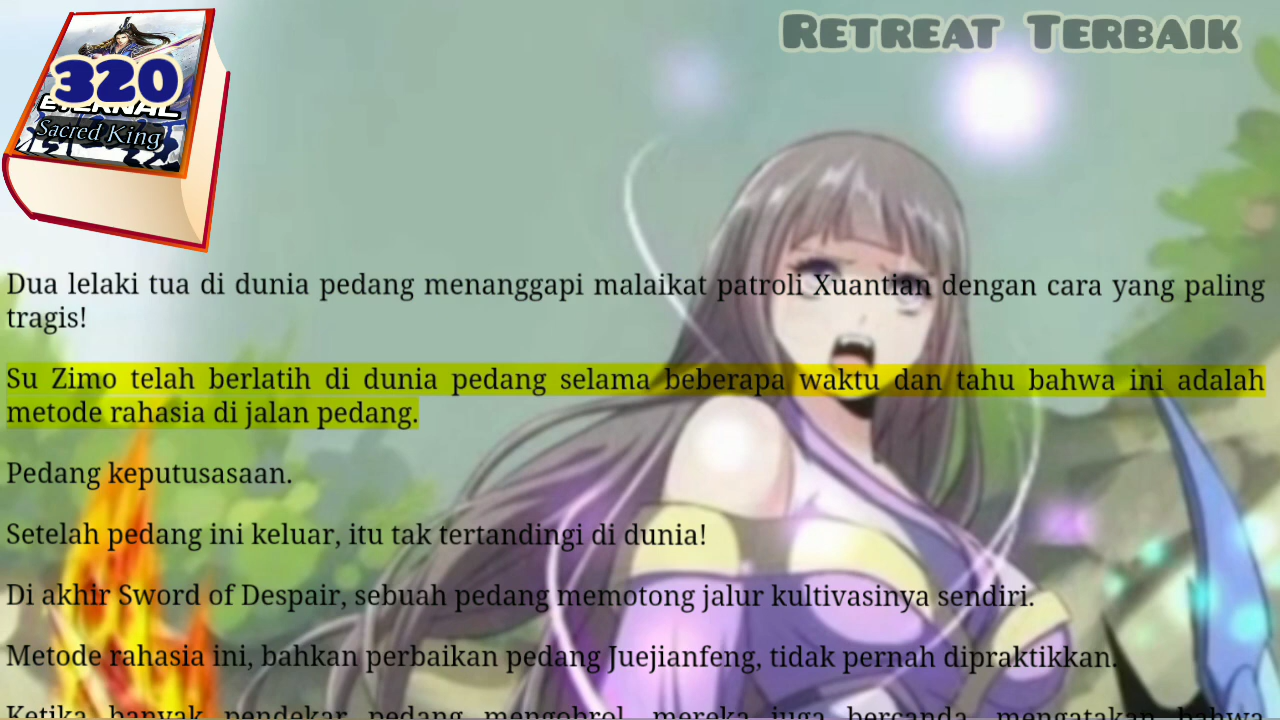 Retreat Terbaik
320
ETERNAL
Sacred King
Dua lelaki tua di dunia pedang menanggapi malaikat patroli Xuantian dengan cara yang paling
tragis!
Su Zimo telah berlatih di dunia pedang selama beberapa waktu dan tahu bahwa ini adalah
metode rahasia di jalan pedang.
Pedang keputusasaan.
Setelah pedang ini keluar, itu tak tertandingi di dunia!
Di akhir Sword of Despair, sebuah pedang memotong jalur kultivasinya sendiri.
Metode rahasia ini, bahkan perbaikan pedang Juejianfeng, tidak pernah dipraktikkan.
Ketika banyak pendekar pedang mengobrol, mereka juga bercanda, mengatakan bahwa